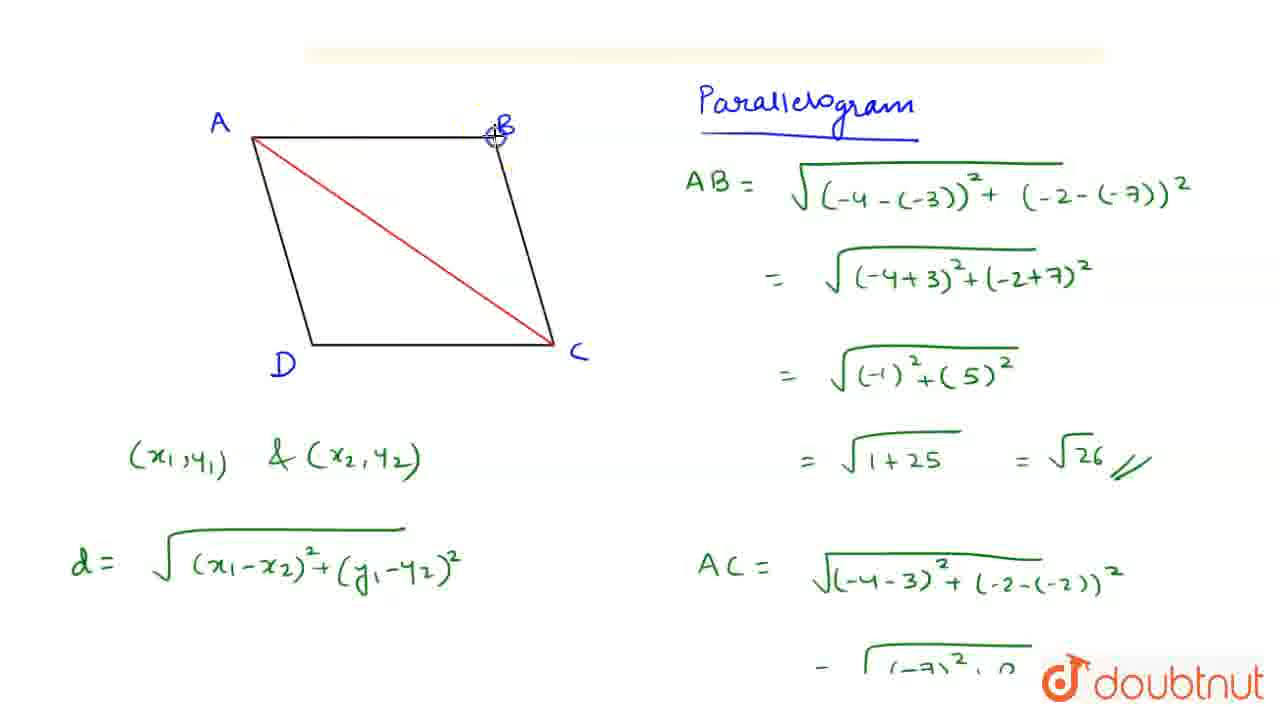 Parallelogram
A
B
D
C
(x₁,y₁) & (x₂,y₂)
d = √((x₁-x₂)²+(y₁-y₂)²)
AB = √((-4-(-3))²+(-2-(-7))²)
= √((-4+3)²+(-2+7)²)
= √((-1)²+(5)²)
= √(1+25) = √26
AC = √((-4-3)²+(-2-(-2))²)
doubtnut